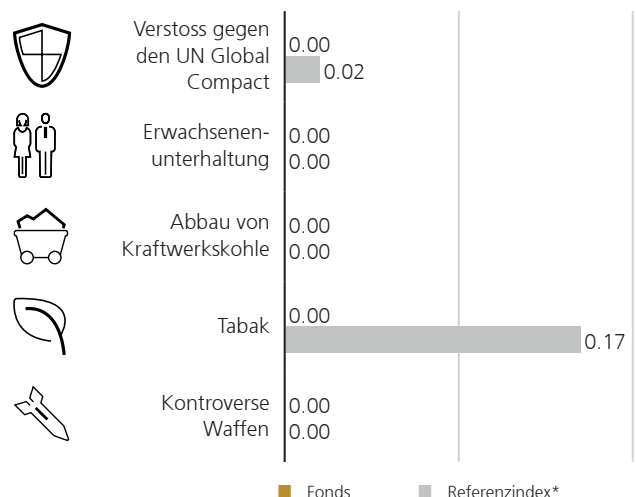 Verstoss gegen
den UN Global
Compact
0.00
0.02
Erwachsenen-
unterhaltung
0.00
0.00
Abbau von
Kraftwerkskohle
0.00
0.00
Tabak
0.00
0.17
Kontroverse
Waffen
0.00
0.00
Fonds Referenzindex*